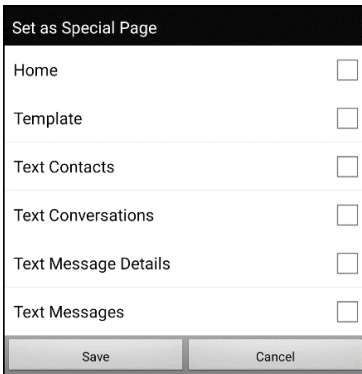 Set as Special Page
Home
Template
Text Contacts
Text Conversations
Text Message Details
Text Messages
Save Cancel